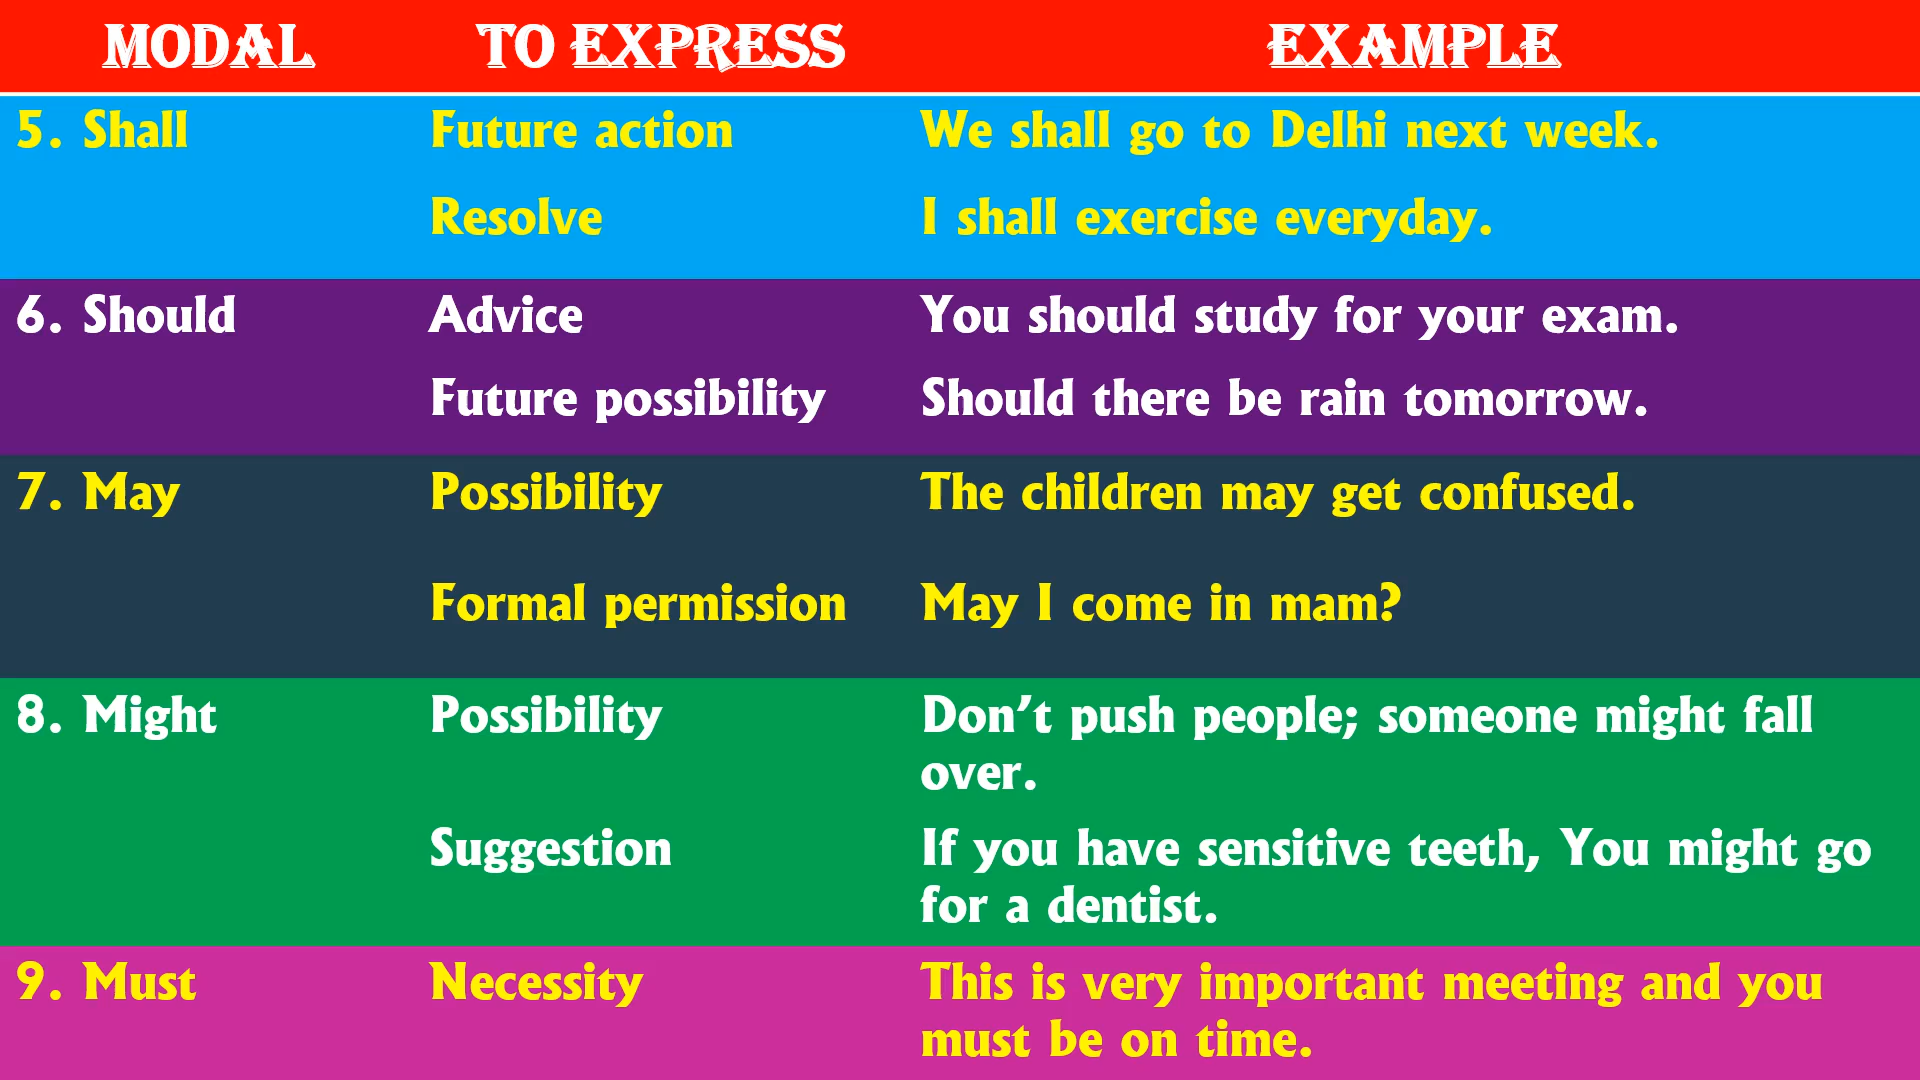 MODAL TO EXPRESS EXAMPLE
5. Shall Future action We shall go to Delhi next week.
Resolve I shall exercise everyday.
6. Should Advice You should study for your exam.
Future possibility Should there be rain tomorrow.
7. May Possibility The children may get confused.
Formal permission May I come in mam?
8. Might Possibility Don’t push people; someone might fall
over.
Suggestion If you have sensitive teeth, You might go
for a dentist.
9. Must Necessity This is very important meeting and you
must be on time.